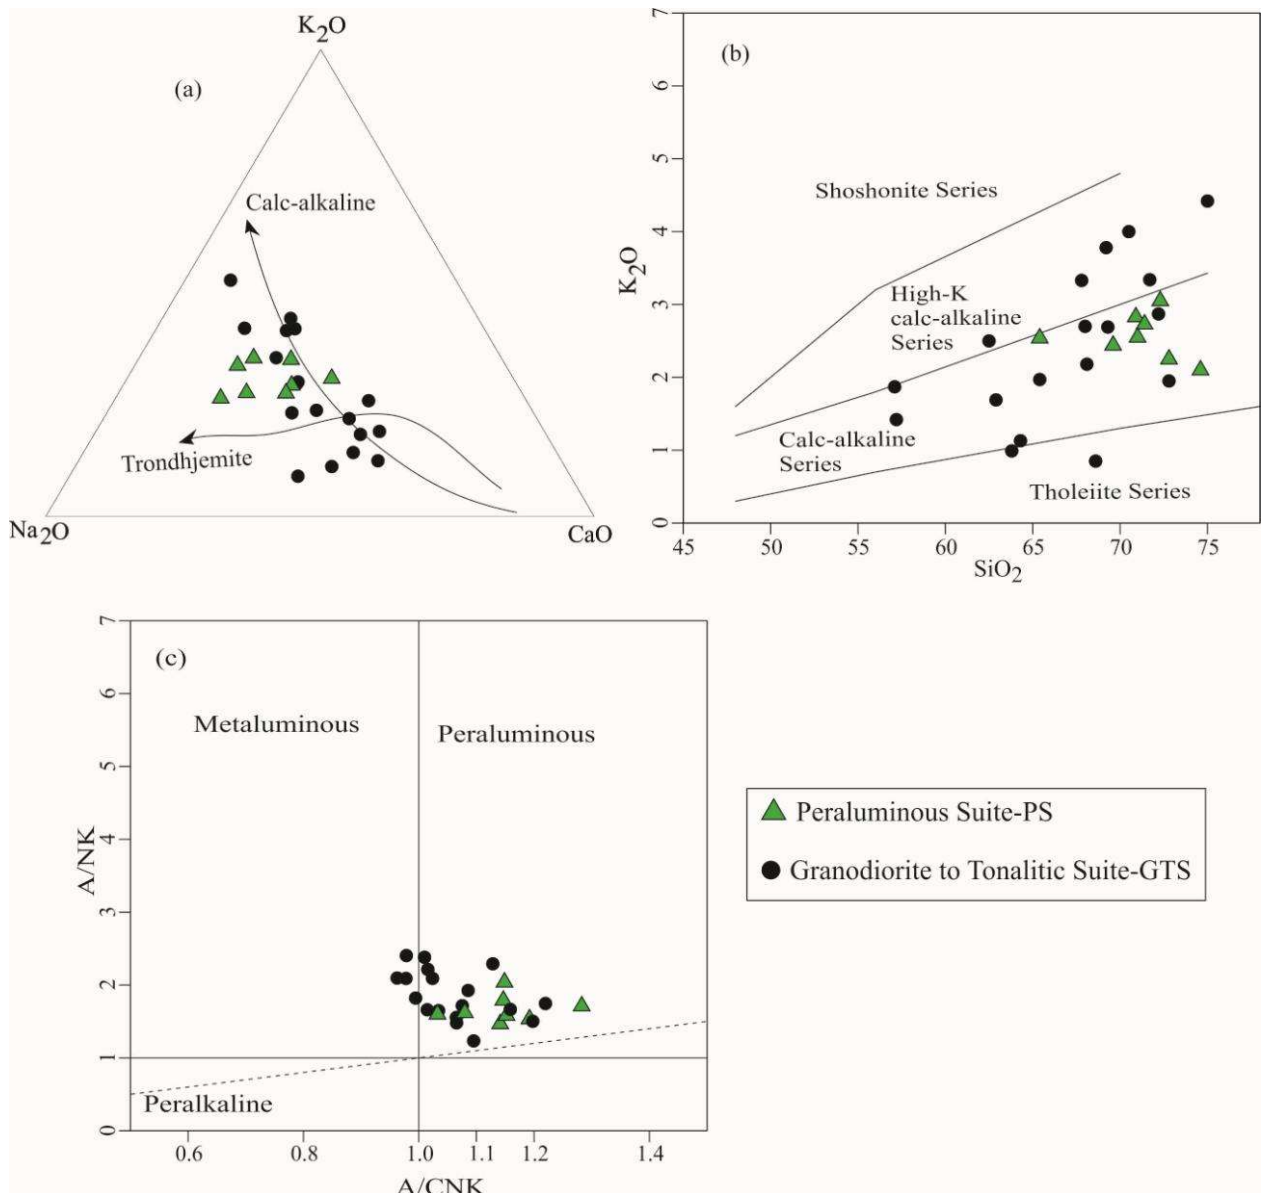 K2O
(a)
Calc-alkaline
Trondhjemite
Na2O
CaO
(b)
7
6
5
4
3
2
1
0
K2O
Shoshonite Series
High-K
calc-alkaline
Series
Calc-alkaline
Series
Tholeiite Series
45 50 55 60 65 70 75
SiO2
(c)
7
6
5
4
3
2
1
0
A/NK
Metaluminous
Peraluminous
Peralkaline
0.6 0.8 1.0 1.1 1.2 1.4
A/CNK
Peraluminous Suite-PS
Granodiorite to Tonalitic Suite-GTS